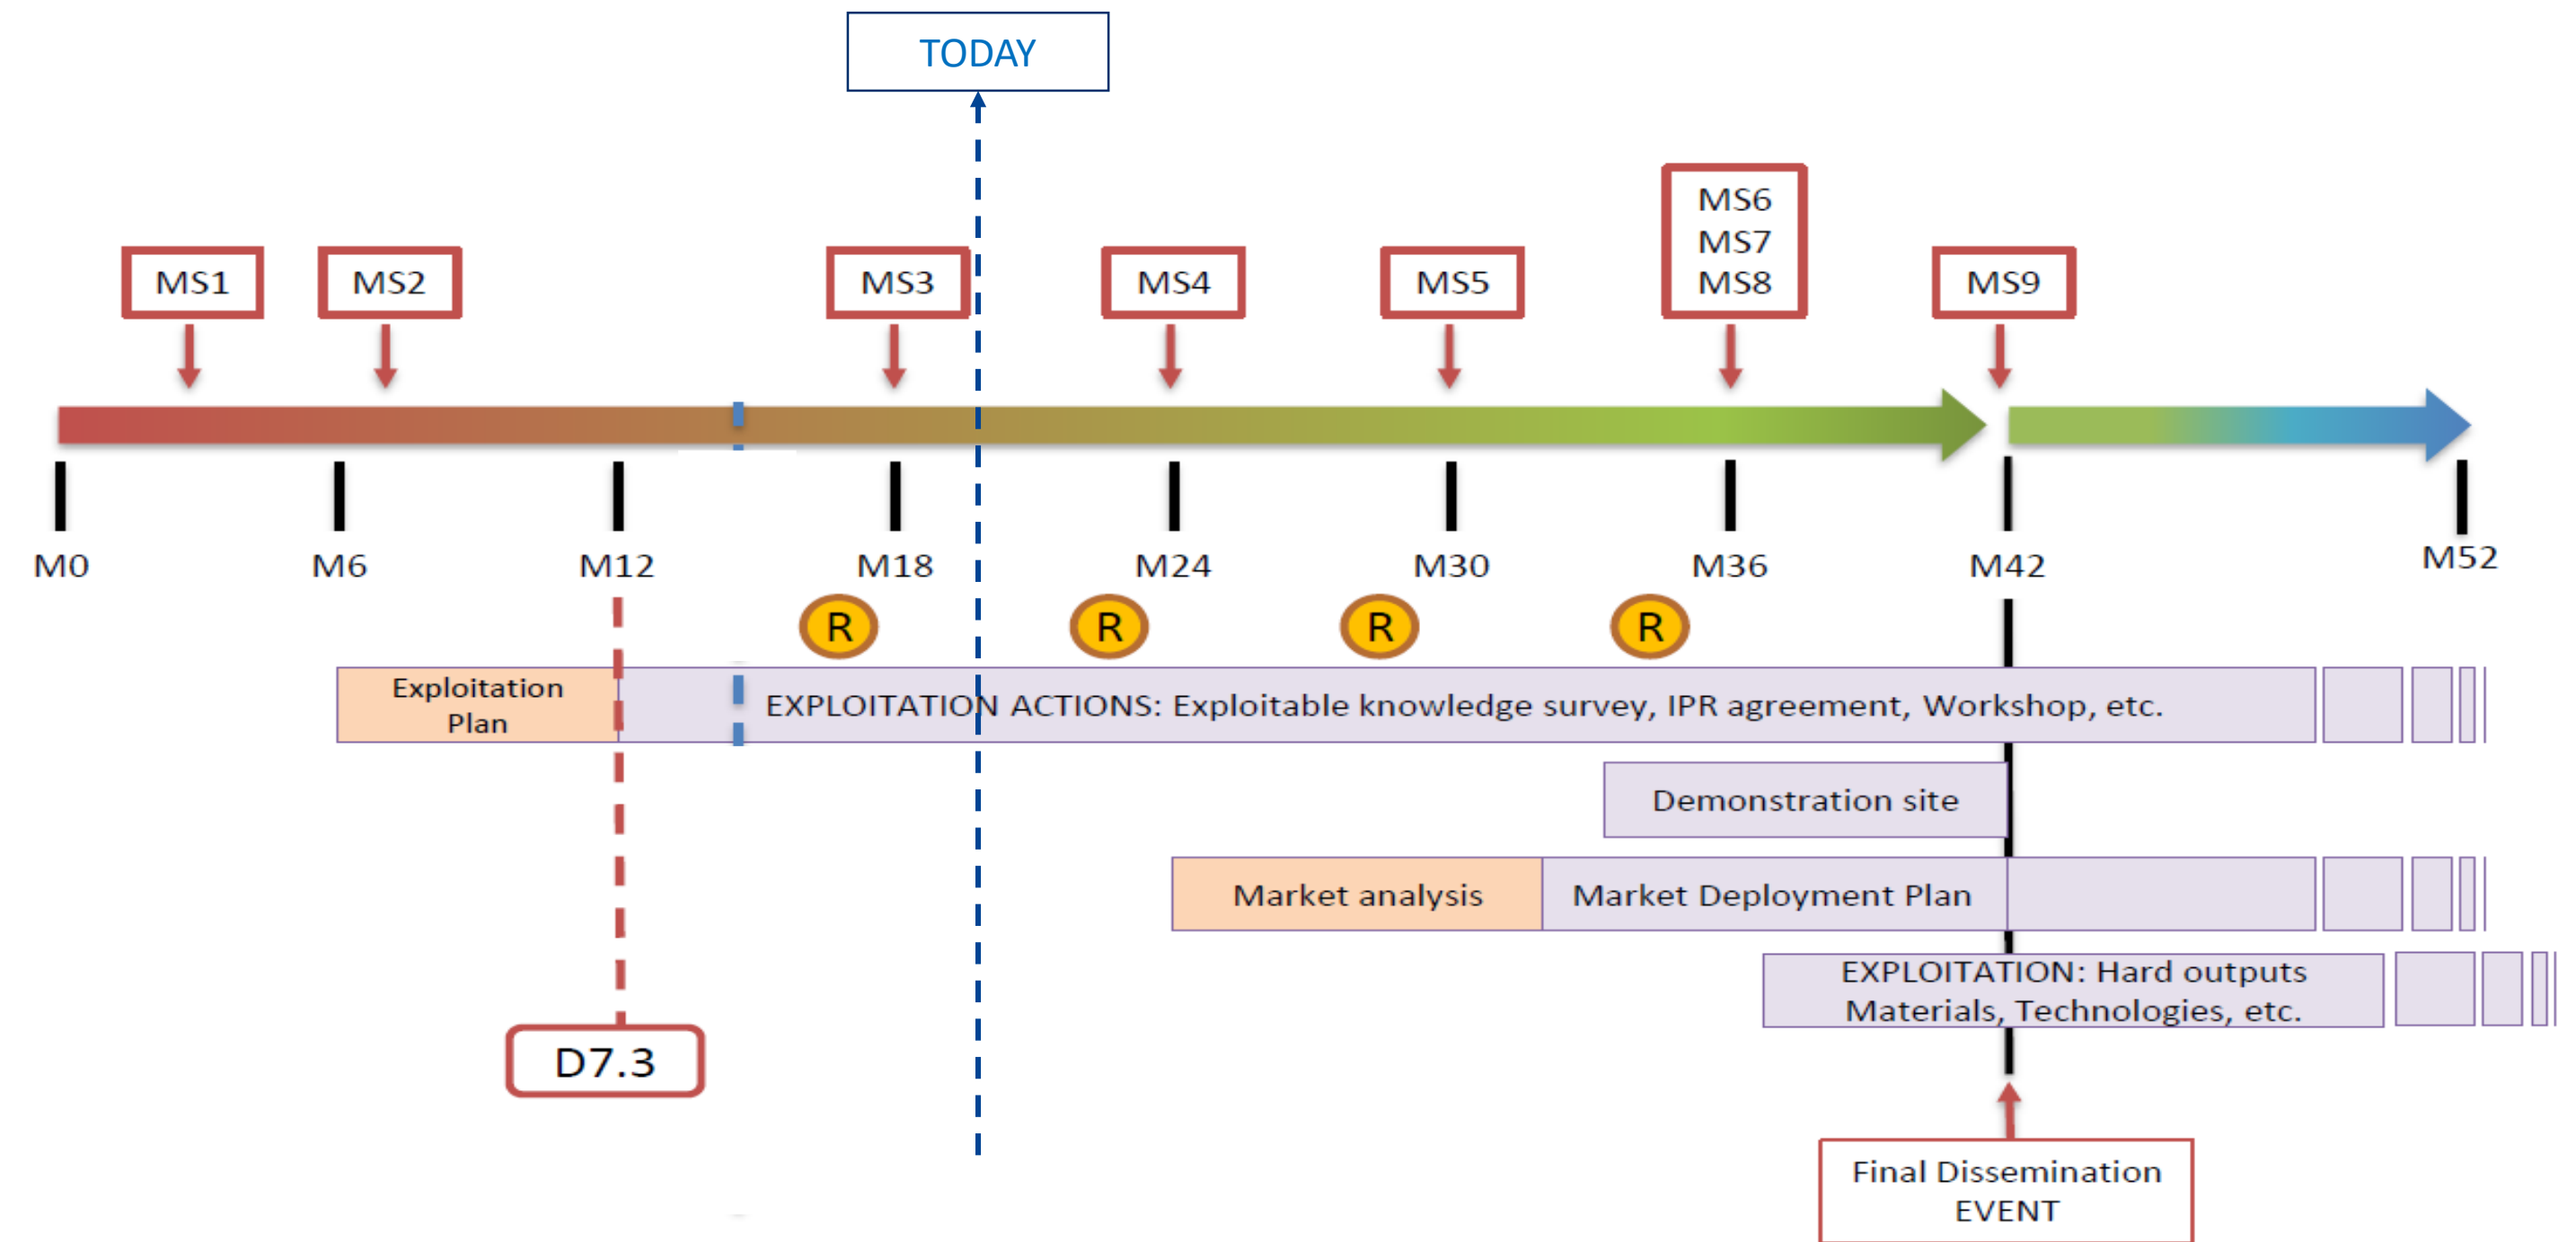 TODAY
MS6
MS7
MS1 MS2 MS3 MS4 MS5 MS8 MS9
M0 M6 M12 M18 M24 M30 M36 M42 M52
R R R R
Exploitation
Plan
EXPLOITATION ACTIONS: Exploitable knowledge survey, IPR agreement, Workshop, etc.
Demonstration site
Market analysis Market Deployment Plan
EXPLOITATION: Hard outputs
Materials, Technologies, etc.
D7.3
Final Dissemination
EVENT